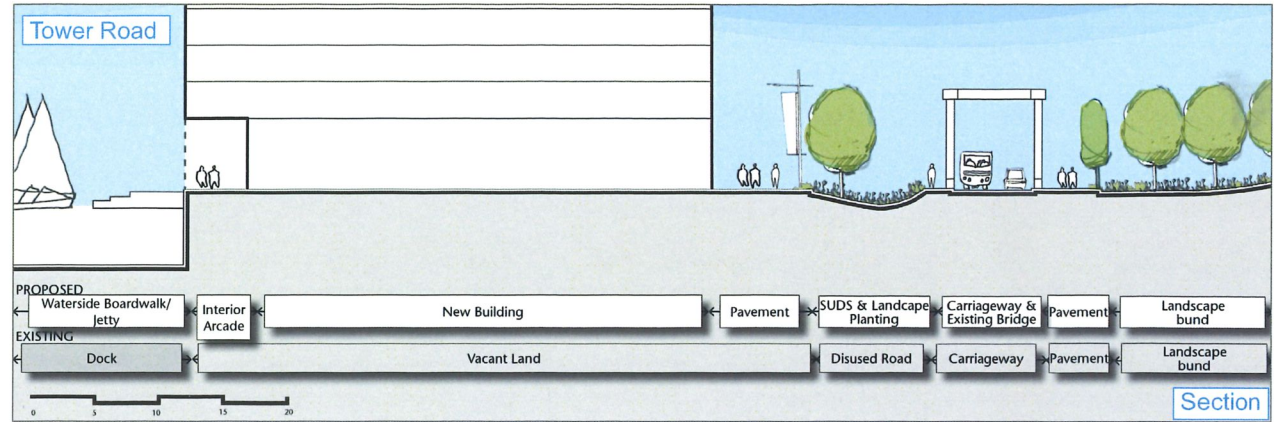 Tower Road
PROPOSED
Waterside Boardwalk/
Jetty
Interior
Arcade
New Building
Pavement
SUDS & Landcape
Planting
Carriageway &
Existing Bridge
Pavement
Landscape
bund
EXISTING
Dock
Vacant Land
Disused Road
Carriageway
Pavement
Landscape
bund
0 5 10 15 20
Section